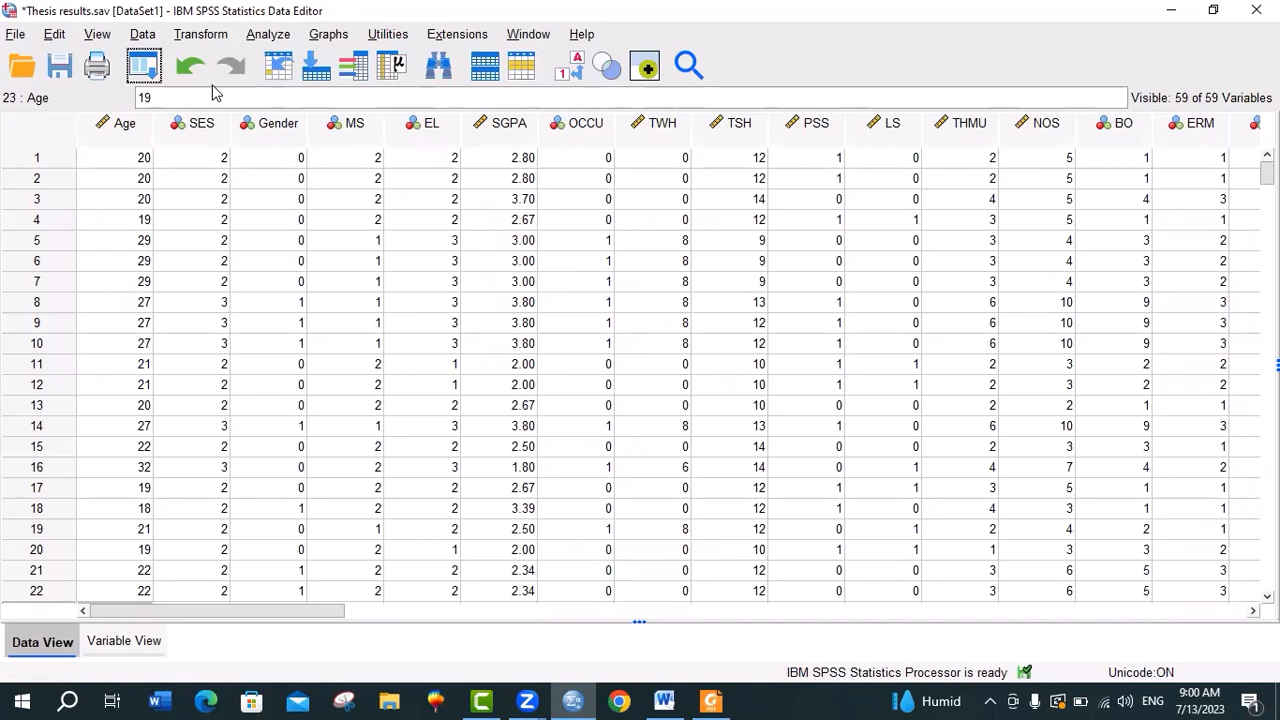 *Thesis results.sav [DataSet1] - IBM SPSS Statistics Data Editor
File Edit View Data Transform Analyze Graphs Utilities Extensions Window Help
23 : Age 19 Visible: 59 of 59 Variables
Age SES Gender MS EL SGPA OCCU TWH TSH PSS LS THMU NOS BO ERM
1 20 2 0 2 2 2.80 0 0 12 1 0 2 5 1 1
2 20 2 0 2 2 2.80 0 0 12 1 0 2 5 1 1
3 20 2 0 2 2 3.70 0 0 14 0 0 4 5 4 3
4 19 2 0 2 2 2.67 0 0 12 1 1 3 5 1 1
5 29 2 0 1 3 3.00 1 8 9 0 0 3 4 3 2
6 29 2 0 1 3 3.00 1 8 9 0 0 3 4 3 2
7 29 2 0 1 3 3.00 1 8 9 0 0 3 4 3 2
8 27 3 1 1 3 3.80 1 8 13 1 0 6 10 9 3
9 27 3 1 1 3 3.80 1 8 12 1 0 6 10 9 3
10 27 3 1 1 3 3.80 1 8 12 1 0 6 10 9 3
11 21 2 0 2 1 2.00 0 0 10 1 1 2 3 2 2
12 21 2 0 2 1 2.00 0 0 10 1 1 2 3 2 2
13 20 2 0 2 2 2.67 0 0 10 0 0 2 2 1 1
14 27 3 1 1 3 3.80 1 8 13 1 0 6 10 9 3
15 22 2 0 2 2 2.50 0 0 14 0 0 2 3 3 1
16 32 3 0 2 3 1.80 1 6 14 0 1 4 7 4 2
17 19 2 0 2 2 2.67 0 0 12 1 1 3 5 1 1
18 18 2 1 2 2 3.39 0 0 12 1 0 4 3 1 1
19 21 2 0 1 2 2.50 1 8 12 0 1 2 4 2 1
20 19 2 0 2 1 2.00 0 0 10 1 1 1 3 3 2
21 22 2 1 2 2 2.34 0 0 12 0 0 3 6 5 3
22 22 2 1 2 2 2.34 0 0 12 0 0 3 6 5 3
Data View Variable View
IBM SPSS Statistics Processor is ready Unicode:ON
Humid ENG 9:00 AM
7/13/2023